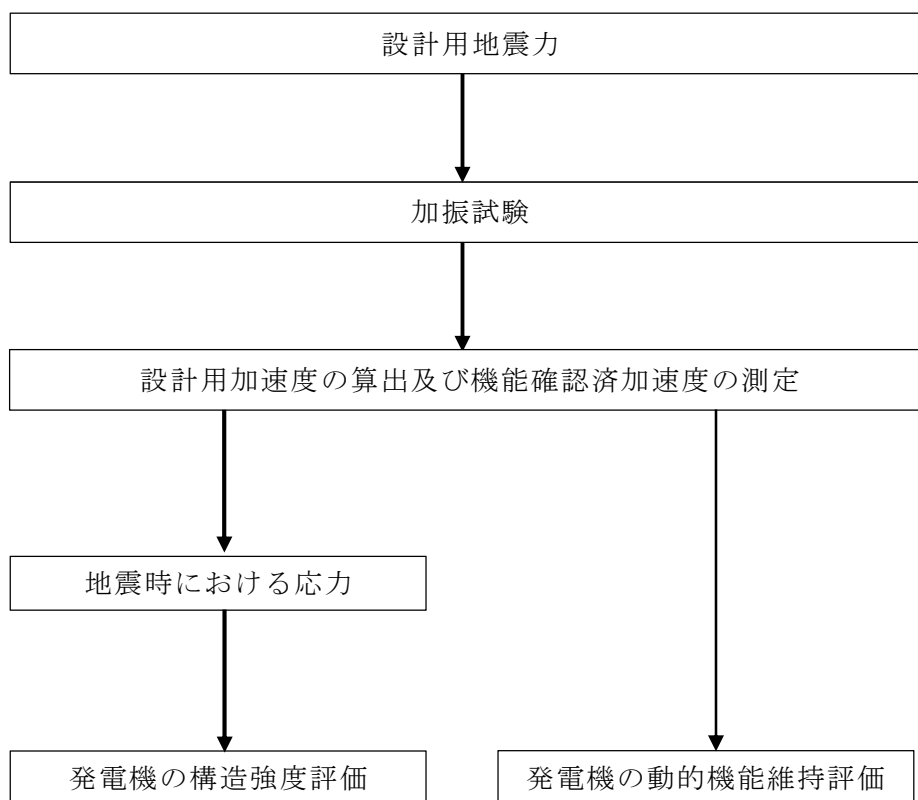 設計用地震力
加振試験
設計用加速度の算出及び機能確認済加速度の測定
地震時における応力
発電機の構造強度評価
発電機の動的機能維持評価